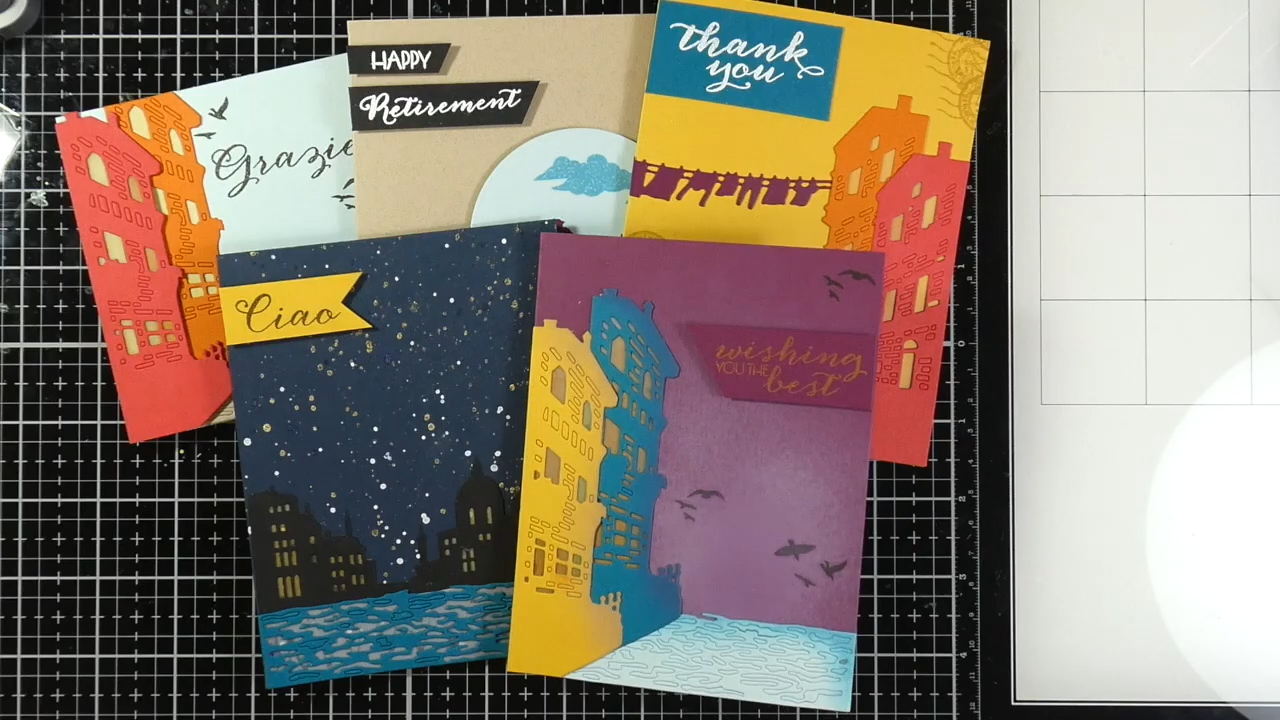 Grazie
HAPPY
Retirement
thank
you
Ciao
wishing
YOU THE
best